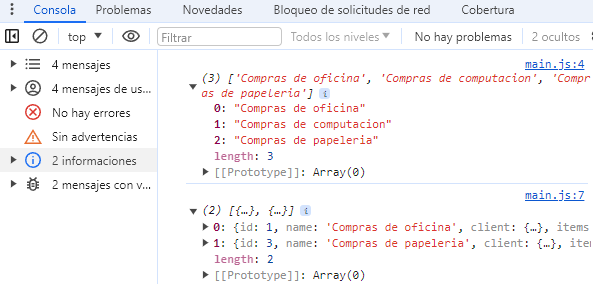 Consola Problemas Novedades Bloqueo de solicitudes de red Cobertura
top Filtrar Todos los niveles No hay problemas 2 ocultos
4 mensajes
4 mensajes de us...
No hay errores
Sin advertencias
2 informaciones
2 mensajes con v...
main.js:4
(3) ['Compras de oficina', 'Compras de computacion', 'Compr
as de papeleria'] i
0: "Compras de oficina"
1: "Compras de computacion"
2: "Compras de papeleria"
length: 3
[[Prototype]]: Array(0)
main.js:7
(2) [{…}, {…}] i
0: {id: 1, name: 'Compras de oficina', client: {…}, items
1: {id: 3, name: 'Compras de papeleria', client: {…}, iten
length: 2
[[Prototype]]: Array(0)